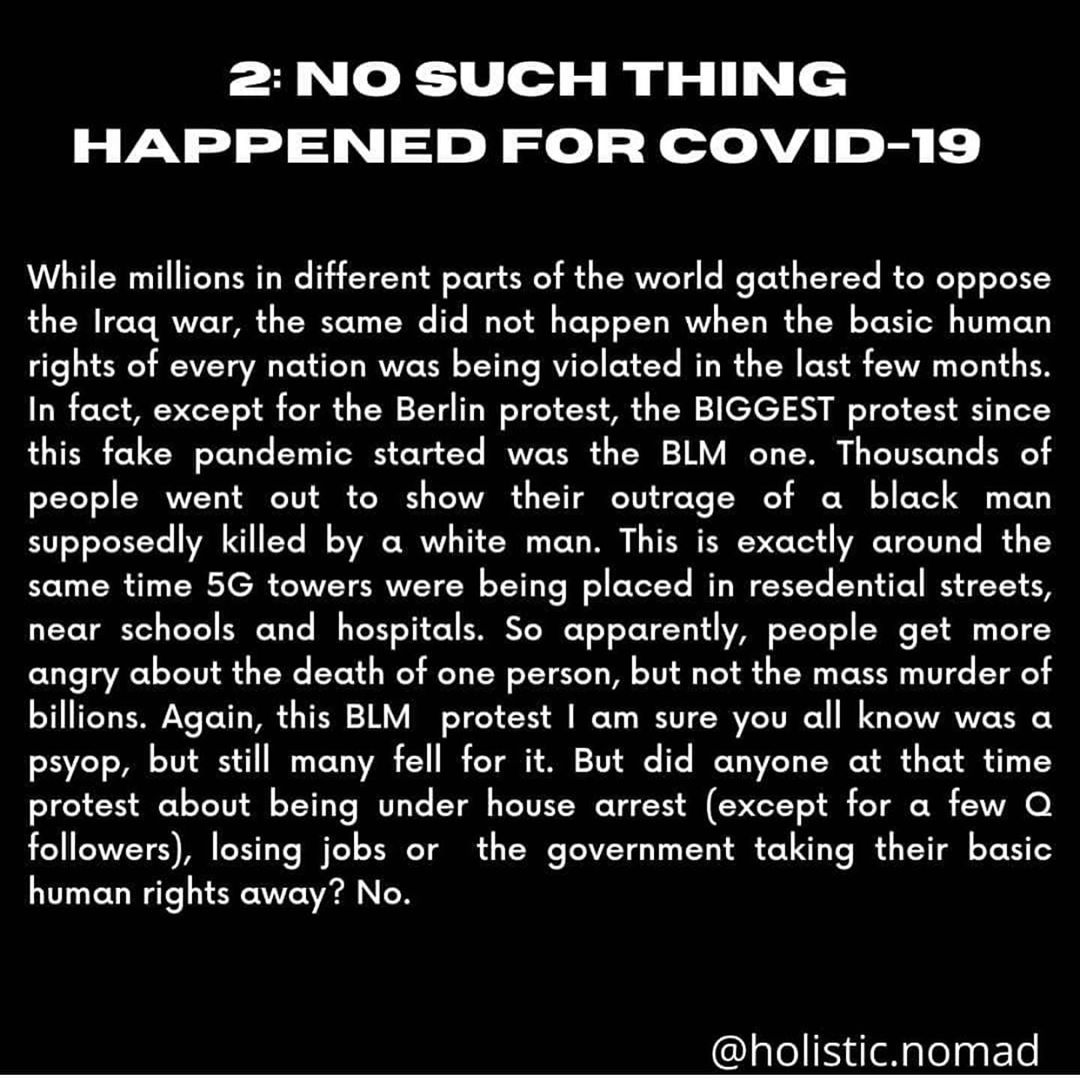 2: NO SUCH THING
HAPPENED FOR COVID-19
While millions in different parts of the world gathered to oppose
the Iraq war, the same did not happen when the basic human
rights of every nation was being violated in the last few months.
In fact, except for the Berlin protest, the BIGGEST protest since
this fake pandemic started was the BLM one. Thousands of
people went out to show their outrage of a black man
supposedly killed by a white man. This is exactly around the
same time 5G towers were being placed in resedential streets,
near schools and hospitals. So apparently, people get more
angry about the death of one person, but not the mass murder of
billions. Again, this BLM protest I am sure you all know was a
psyop, but still many fell for it. But did anyone at that time
protest about being under house arrest (except for a few Q
followers), losing jobs or the government taking their basic
human rights away? No.
@holistic.nomad